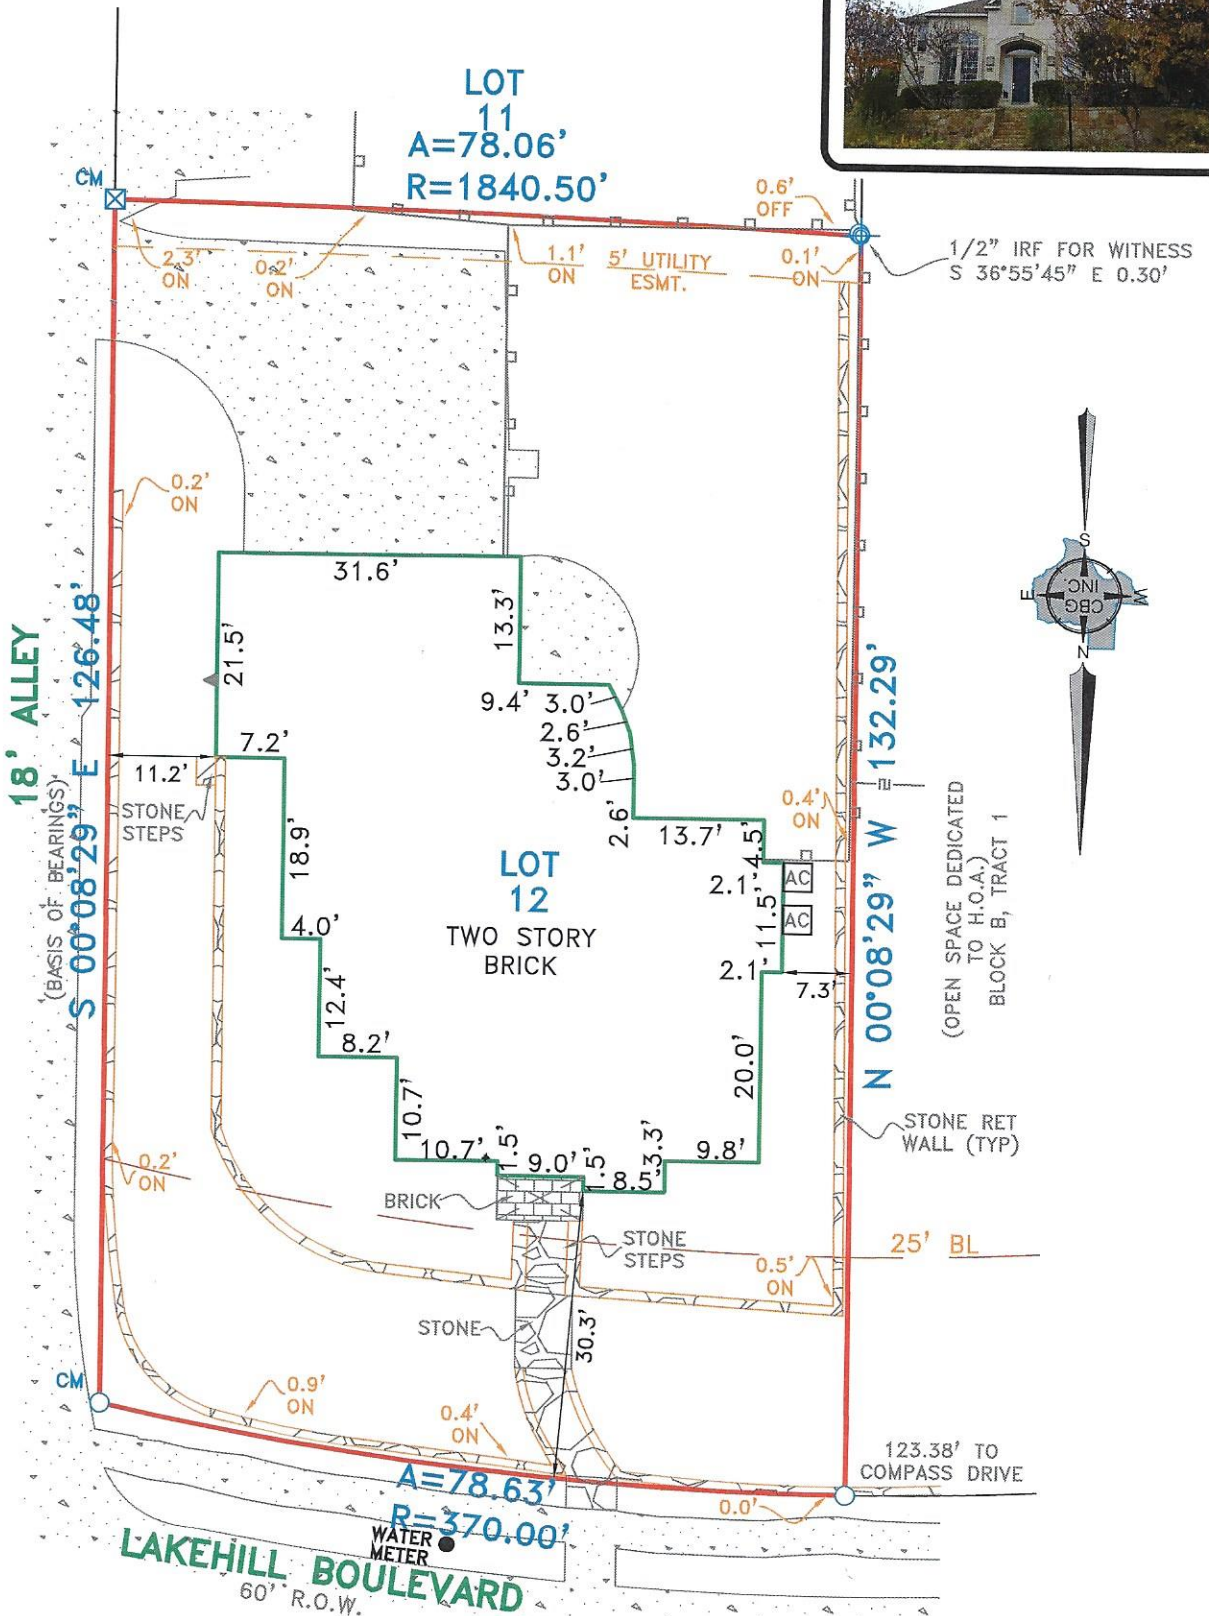 LOT
11
A=78.06'
R=1840.50'
CM
0.6'
OFF
2.3'
ON
0.2'
ON
1.1'
ON
5' UTILITY
ESMT.
0.1'
ON
1/2" IRF FOR WITNESS
S 36°55'45" E 0.30'
0.2'
ON
31.6'
13.3'
21.5'
9.4'
3.0'
2.6'
3.2'
3.0'
2.6'
13.7'
4.5'
2.1'
11.5'
2.1'
AC
AC
7.3'
0.4'
ON
7.2'
11.2'
STONE
STEPS
18.9'
4.0'
12.4'
8.2'
10.7'
10.7'
1.5'
9.0'
1.5'
8.5'
3.3'
9.8'
20.0'
LOT
12
TWO STORY
BRICK
18' ALLEY
(BASIS OF BEARINGS)
S 00°08'29" E 126.48'
N 00°08'29" W 132.29'
(OPEN SPACE DEDICATED
TO H.O.A.)
BLOCK B, TRACT 1
S
E
W
N
CBG
INC.
STONE RET
WALL (TYP)
0.2'
ON
BRICK
STONE
STEPS
25' BL
0.5'
ON
STONE
30.3'
CM
0.9'
ON
0.4'
ON
123.38' TO
COMPASS DRIVE
0.0'
A=78.63'
R=370.00'
WATER
METER
LAKEHILL BOULEVARD
60' R.O.W.